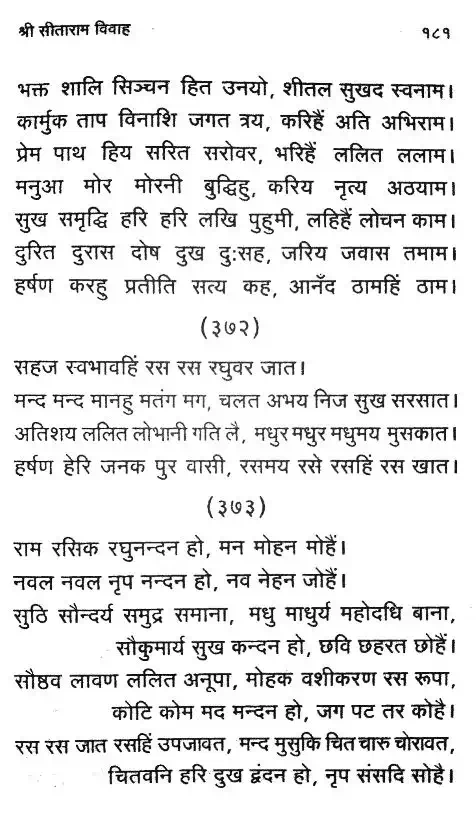 श्री सीताराम विवाह १८१
भक्त शालि सिञ्चन हित उनयो, शीतल सुखद स्वनाम।
कार्मुक ताप विनाशि जगत त्रय, करिहैं अति अभिराम।
प्रेम पाथ हिय सरित सरोवर, भरिहैं ललित ललाम।
मनुआ मोर मोरनी बुद्धिहु, करिय नृत्य अठयाम।
सुख समृद्धि हरि हरि लखि पुहुमी, लहिहैं लोचन काम।
दुरित दुरास दोष दुख दुःसह, जरिय जवास तमाम।
हर्षण करहु प्रतीति सत्य कह, आनँद ठामहिं ठाम।
(३७२)
सहज स्वभावहिं रस रस रघुवर जात।
मन्द मन्द मानहु मतंग मग, चलत अभय निज सुख सरसात।
अतिशय ललित लोभानी गति लै, मधुर मधुर मधुमय मुसकात।
हर्षण हेरि जनक पुर वासी, रसमय रसे रसहिं रस खात।
(३७३)
राम रसिक रघुनन्दन हो, मन मोहन मोहैं।
नवल नवल नृप नन्दन हो, नव नेहन जोहैं।
सुठि सौन्दर्य समुद्र समाना, मधु माधुर्य महोदधि बाना,
सौकुमार्य सुख कन्दन हो, छवि छहरत छोहैं।
सौष्ठव लावण ललित अनूपा, मोहक वशीकरण रस रूपा,
कोटि कोम मद मन्दन हो, जग पट तर कोहै।
रस रस जात रसहिं उपजावत, मन्द मुसुकि चित चारु चोरावत,
चितवनि हरि दुख द्वंदन हो, नृप संसदि सोहै।